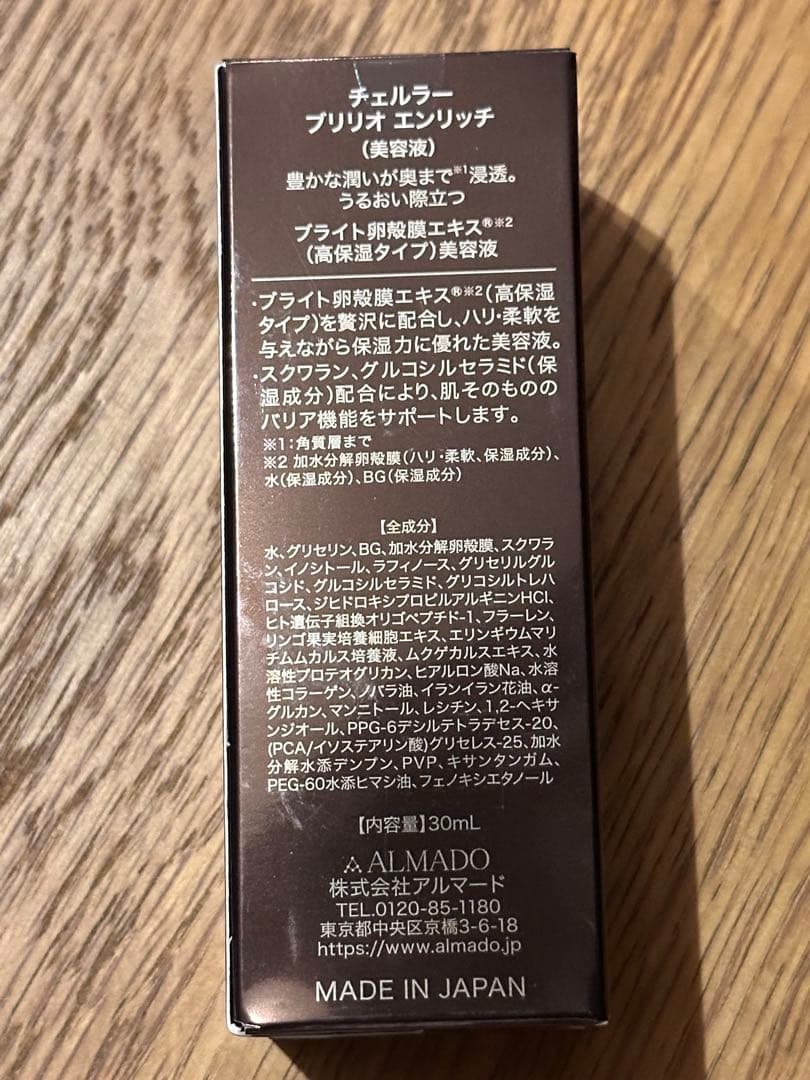 チェルラー
ブリリオ エンリッチ
(美容液)
豊かな潤いが奥まで※1浸透。
うるおい際立つ
ブライト卵殻膜エキス®※2
(高保湿タイプ)美容液
・ブライト卵殻膜エキス®※2(高保湿
タイプ)を贅沢に配合し、ハリ・柔軟を
与えながら保湿力に優れた美容液。
・スクワラン、グルコシルセラミド(保
湿成分)配合により、肌そのものの
バリア機能をサポートします。
※1:角質層まで
※2 加水分解卵殻膜(ハリ・柔軟、保湿成分)、
水(保湿成分)、BG(保湿成分)
【全成分】
水、グリセリン、BG、加水分解卵殻膜、スクワラ
ン、イノシトール、ラフィノース、グリセリルグル
コシド、グルコシルセラミド、グリコシルトレハ
ロース、ジヒドロキシプロピルアルギニンHCl、
ヒト遺伝子組換オリゴペプチド-1、フラーレン、
リンゴ果実培養細胞エキス、エリンギウムマリ
チムムカルス培養液、ムクゲカルスエキス、水
溶性プロテオグリカン、ヒアルロン酸Na、水溶
性コラーゲン、ノバラ油、イランイラン花油、α-
グルカン、マンニトール、レシチン、1,2-ヘキサ
ンジオール、PPG-6デシルテトラデセス-20、
(PCA/イソステアリン酸)グリセレス-25、加水
分解水添デンプン、PVP、キサンタンガム、
PEG-60水添ヒマシ油、フェノキシエタノール
【内容量】30mL
ALMADO
株式会社アルマード
TEL.0120-85-1180
東京都中央区京橋3-6-18
https://www.almado.jp
MADE IN JAPAN